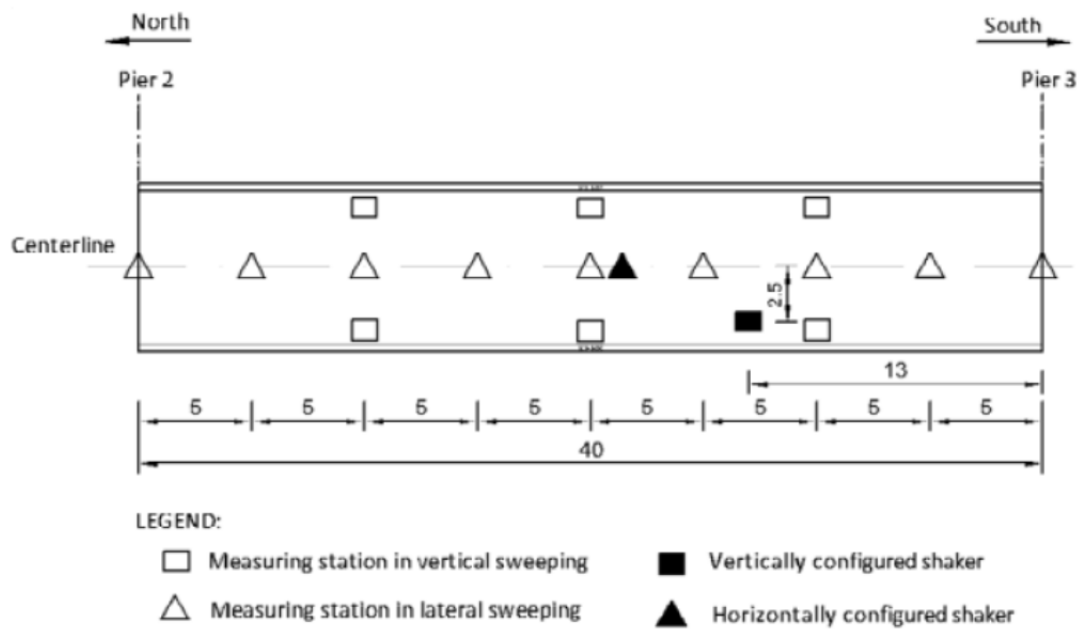 North South
Pier 2 Pier 3
Centerline
2.5
13
5 5 5 5 5 5 5 5
40
LEGEND:
Measuring station in vertical sweeping Vertically configured shaker
Measuring station in lateral sweeping Horizontally configured shaker